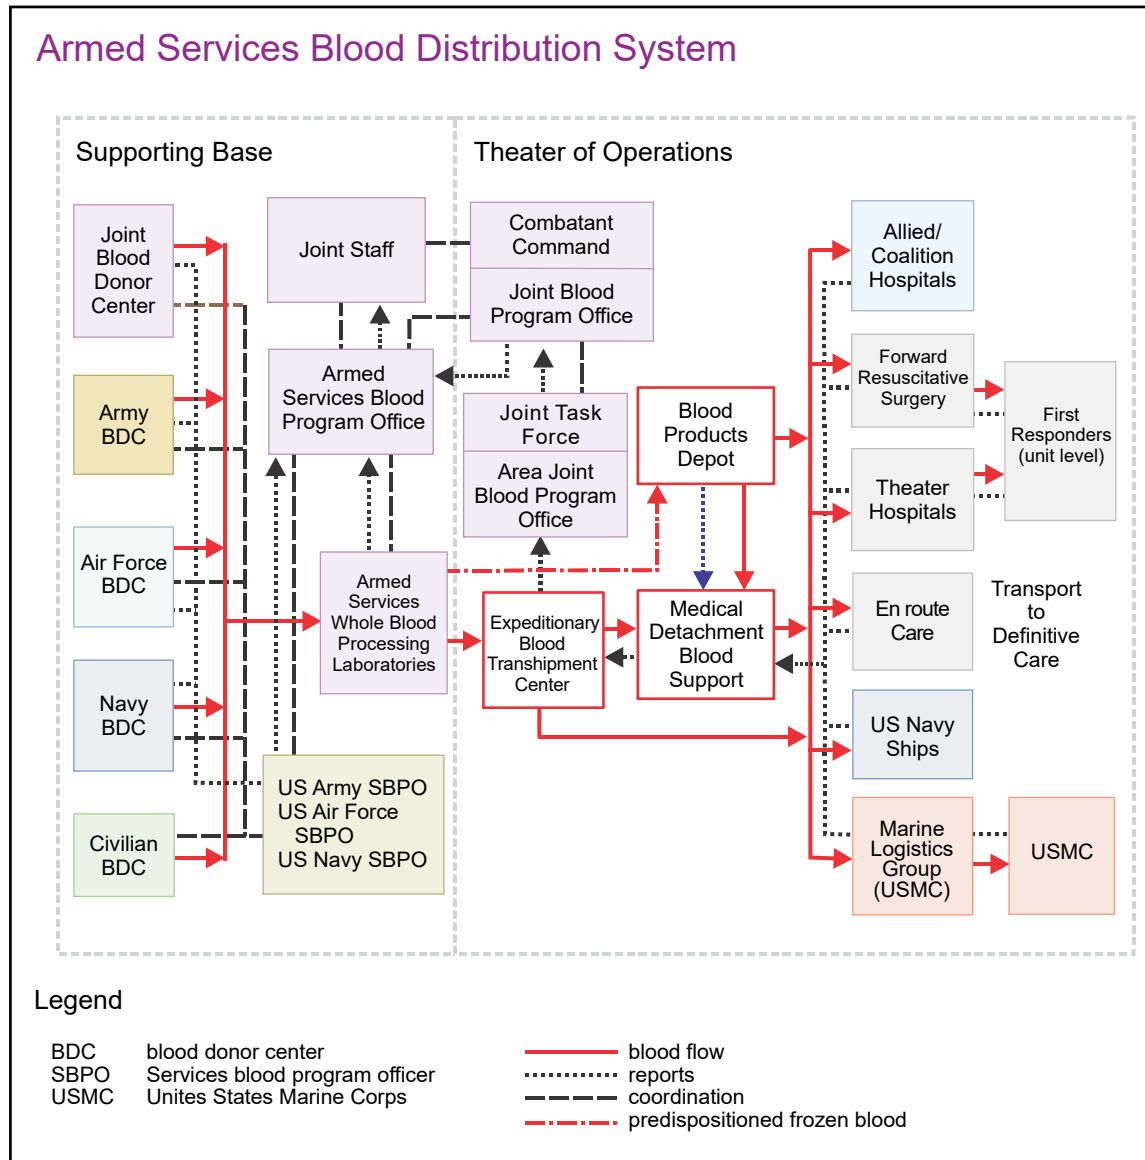 Armed Services Blood Distribution System
Supporting Base
Theater of Operations
Joint
Blood
Donor
Center
Army
BDC
Air Force
BDC
Navy
BDC
Civilian
BDC
Joint Staff
Armed
Services Blood
Program Office
Armed
Services
Whole Blood
Processing
Laboratories
US Army SBPO
US Air Force
SBPO
US Navy SBPO
Combatant
Command
Joint Blood
Program Office
Joint Task
Force
Area Joint
Blood Program
Office
Expeditionary
Blood
Transhipment
Center
Blood
Products
Depot
Medical
Detachment
Blood
Support
Allied/
Coalition
Hospitals
Forward
Resuscitative
Surgery
Theater
Hospitals
First
Responders
(unit level)
En route
Care
Transport
to
Definitive
Care
US Navy
Ships
Marine
Logistics
Group
(USMC)
USMC
Legend
BDC blood donor center
SBPO Services blood program officer
USMC Unites States Marine Corps
blood flow
reports
coordination
predispositioned frozen blood